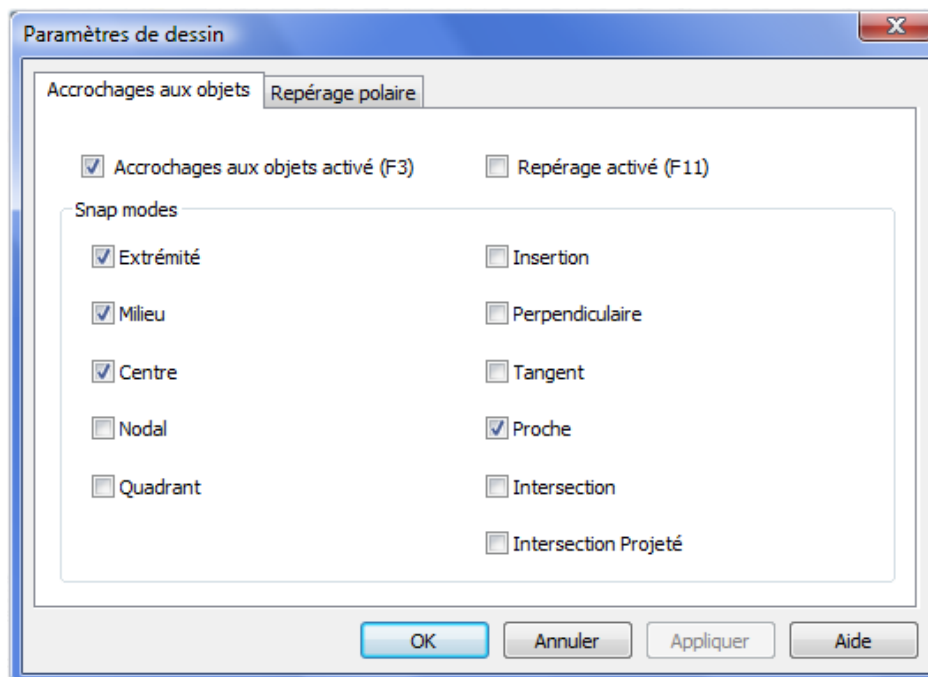 Paramètres de dessin
Accrochages aux objets Repérage polaire
Accrochages aux objets activé (F3) Repérage activé (F11)
Snap modes
Extrémité Insertion
Milieu Perpendiculaire
Centre Tangent
Nodal Proche
Quadrant Intersection
Intersection Projeté
OK Annuler Appliquer Aide